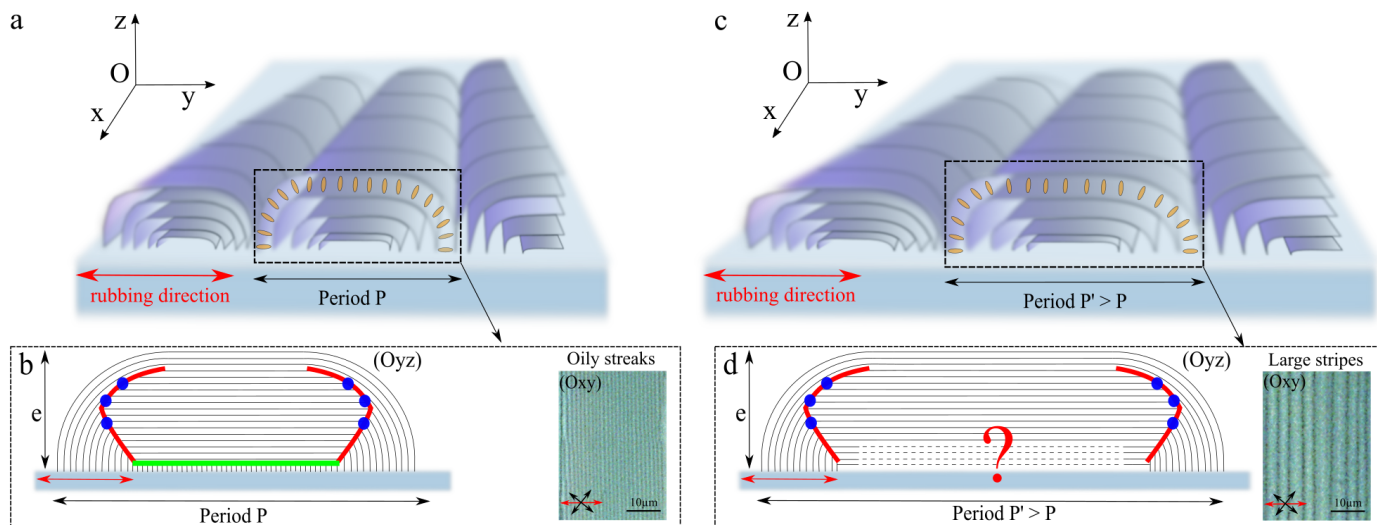 a
z
O
x
y
rubbing direction
Period P
c
z
O
x
y
rubbing direction
Period P' > P
b
e
(Oyz)
Period P
Oily streaks
(Oxy)
10µm
d
e
(Oyz)
?
Period P' > P
Large stripes
(Oxy)
10µm